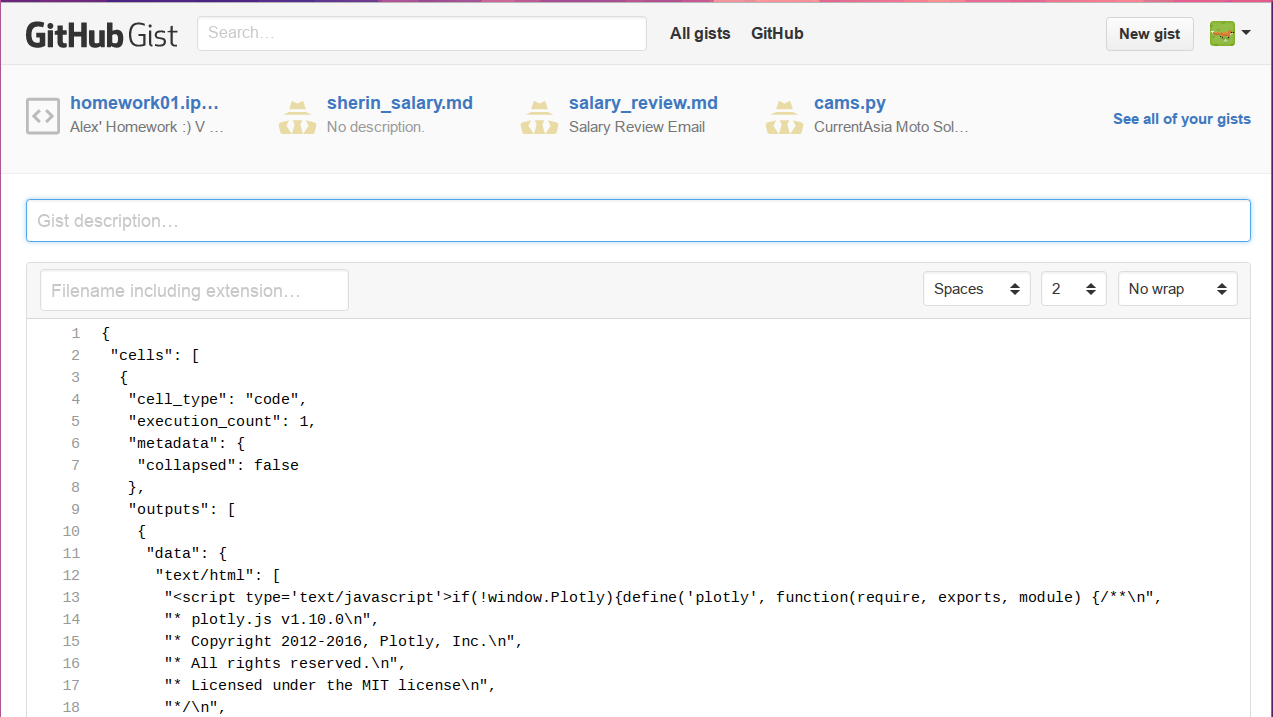 GitHub Gist Search… All gists GitHub New gist
homework01.ip… sherin_salary.md salary_review.md cams.py
Alex' Homework :) V … No description. Salary Review Email CurrentAsia Moto Sol…
See all of your gists
Gist description…
Filename including extension… Spaces 2 No wrap
1 {
2 "cells": [
3 {
4 "cell_type": "code",
5 "execution_count": 1,
6 "metadata": {
7 "collapsed": false
8 },
9 "outputs": [
10 {
11 "data": {
12 "text/html": [
13 "<script type='text/javascript'>if(!window.Plotly){define('plotly', function(require, exports, module) {/**\n",
14 "* plotly.js v1.10.0\n",
15 "* Copyright 2012-2016, Plotly, Inc.\n",
16 "* All rights reserved.\n",
17 "* Licensed under the MIT license\n",
18 "*/\n",